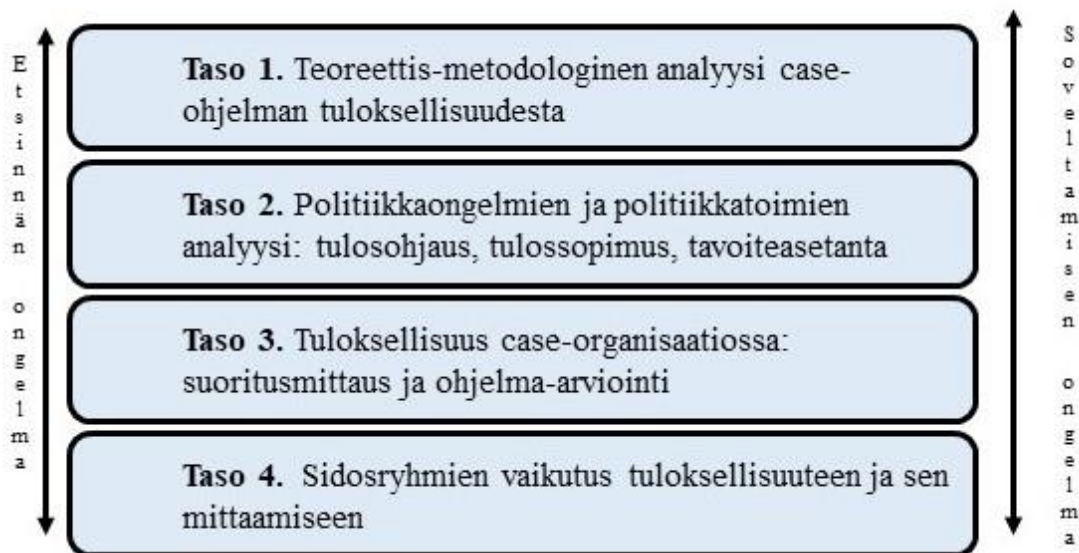 Etsinnän ongelma
Taso 1. Teoreettis-metodologinen analyysi case-
ohjelman tuloksellisuudesta
Taso 2. Politiikkaongelmien ja politiikkatoimien
analyysi: tulosohjaus, tulossopimus, tavoiteasetanta
Taso 3. Tuloksellisuus case-organisaatiossa:
suoritusmittaus ja ohjelma-arviointi
Taso 4. Sidosryhmien vaikutus tuloksellisuuteen ja sen
mittaamiseen
Soveltamisen ongelma